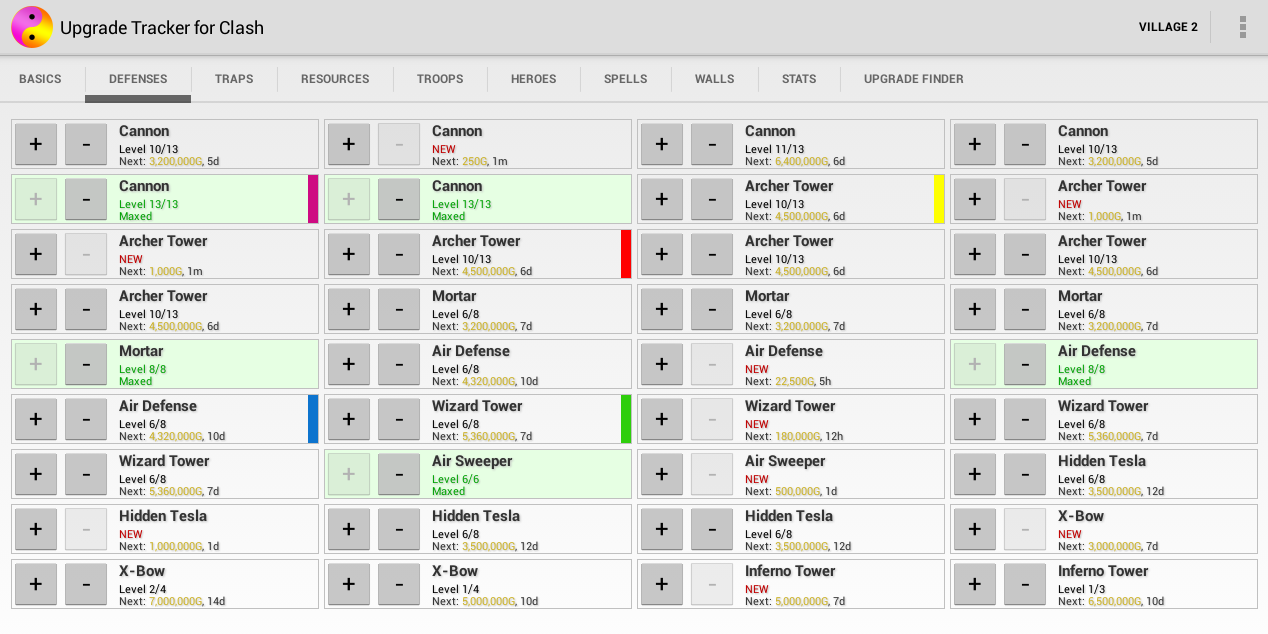 Upgrade Tracker for Clash
VILLAGE 2
BASICS
DEFENSES
TRAPS
RESOURCES
TROOPS
HEROES
SPELLS
WALLS
STATS
UPGRADE FINDER
+ - Cannon
Level 10/13
Next: 3,200,000G, 5d
+ - Cannon
NEW
Next: 250G, 1m
+ - Cannon
Level 11/13
Next: 6,400,000G, 6d
+ - Cannon
Level 10/13
Next: 3,200,000G, 5d
+ - Cannon
Level 13/13
Maxed
+ - Cannon
Level 13/13
Maxed
+ - Archer Tower
Level 10/13
Next: 4,500,000G, 6d
+ - Archer Tower
NEW
Next: 1,000G, 1m
+ - Archer Tower
NEW
Next: 1,000G, 1m
+ - Archer Tower
Level 10/13
Next: 4,500,000G, 6d
+ - Archer Tower
Level 10/13
Next: 4,500,000G, 6d
+ - Archer Tower
Level 10/13
Next: 4,500,000G, 6d
+ - Archer Tower
Level 10/13
Next: 4,500,000G, 6d
+ - Mortar
Level 6/8
Next: 3,200,000G, 7d
+ - Mortar
Level 6/8
Next: 3,200,000G, 7d
+ - Mortar
Level 6/8
Next: 3,200,000G, 7d
+ - Mortar
Level 8/8
Maxed
+ - Air Defense
Level 6/8
Next: 4,320,000G, 10d
+ - Air Defense
NEW
Next: 22,500G, 5h
+ - Air Defense
Level 8/8
Maxed
+ - Air Defense
Level 6/8
Next: 4,320,000G, 10d
+ - Wizard Tower
Level 6/8
Next: 5,360,000G, 7d
+ - Wizard Tower
NEW
Next: 180,000G, 12h
+ - Wizard Tower
Level 6/8
Next: 5,360,000G, 7d
+ - Wizard Tower
Level 6/8
Next: 5,360,000G, 7d
+ - Air Sweeper
Level 6/6
Maxed
+ - Air Sweeper
NEW
Next: 500,000G, 1d
+ - Hidden Tesla
Level 6/8
Next: 3,500,000G, 12d
+ - Hidden Tesla
NEW
Next: 1,000,000G, 1d
+ - Hidden Tesla
Level 6/8
Next: 3,500,000G, 12d
+ - Hidden Tesla
Level 6/8
Next: 3,500,000G, 12d
+ - X-Bow
NEW
Next: 3,000,000G, 7d
+ - X-Bow
Level 2/4
Next: 7,000,000G, 14d
+ - X-Bow
Level 1/4
Next: 5,000,000G, 10d
+ - Inferno Tower
NEW
Next: 5,000,000G, 7d
+ - Inferno Tower
Level 1/3
Next: 6,500,000G, 10d